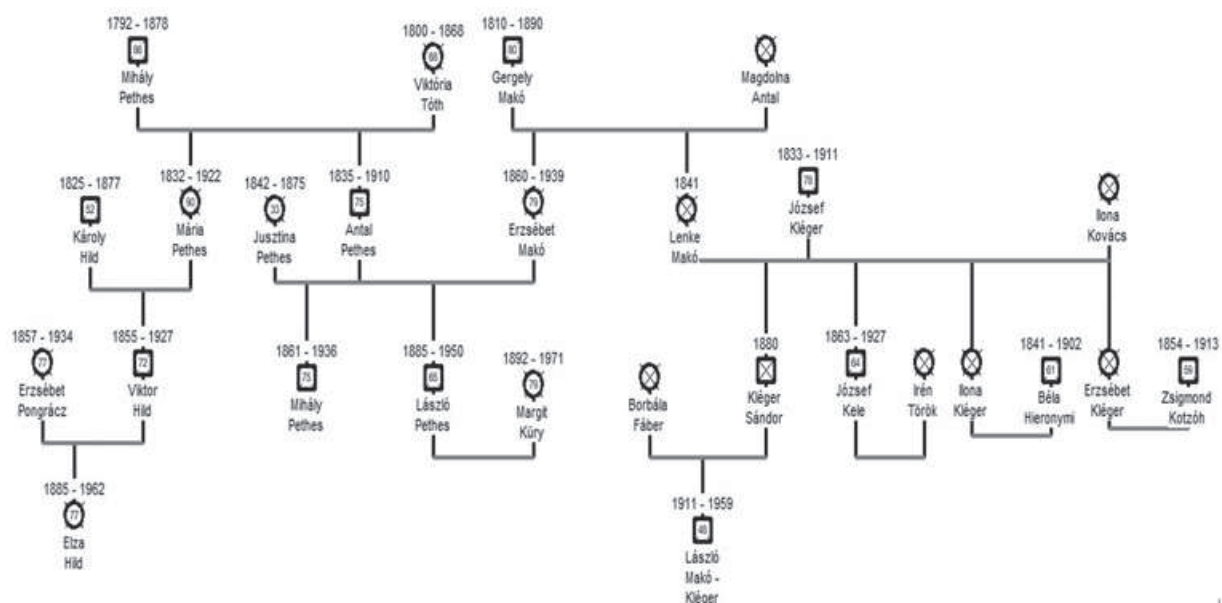 1792 - 1878
86
Mihály
Pethes
1800 - 1868
68
Viktória
Tóth
1810 - 1890
80
Gergely
Makó
Magdolna
Antal
1825 - 1877
52
Károly
Hild
1832 - 1922
90
Mária
Pethes
1842 - 1875
33
Jusztina
Pethes
1835 - 1910
75
Antal
Pethes
1860 - 1939
79
Erzsébet
Makó
1841
Lenke
Makó
1833 - 1911
78
József
Kléger
Ilona
Kovács
1857 - 1934
77
Erzsébet
Pongrácz
1855 - 1927
72
Viktor
Hild
1861 - 1936
75
Mihály
Pethes
1885 - 1950
65
László
Pethes
1892 - 1971
79
Margit
Kűry
Borbála
Fáber
1880
Kléger
Sándor
1863 - 1927
64
József
Kele
Irén
Török
Ilona
Kléger
1841 - 1902
61
Béla
Hieronymi
Erzsébet
Kléger
1854 - 1913
59
Zsigmond
Kotzóh
1885 - 1962
77
Elza
Hild
1911 - 1959
48
László
Makó -
Kléger